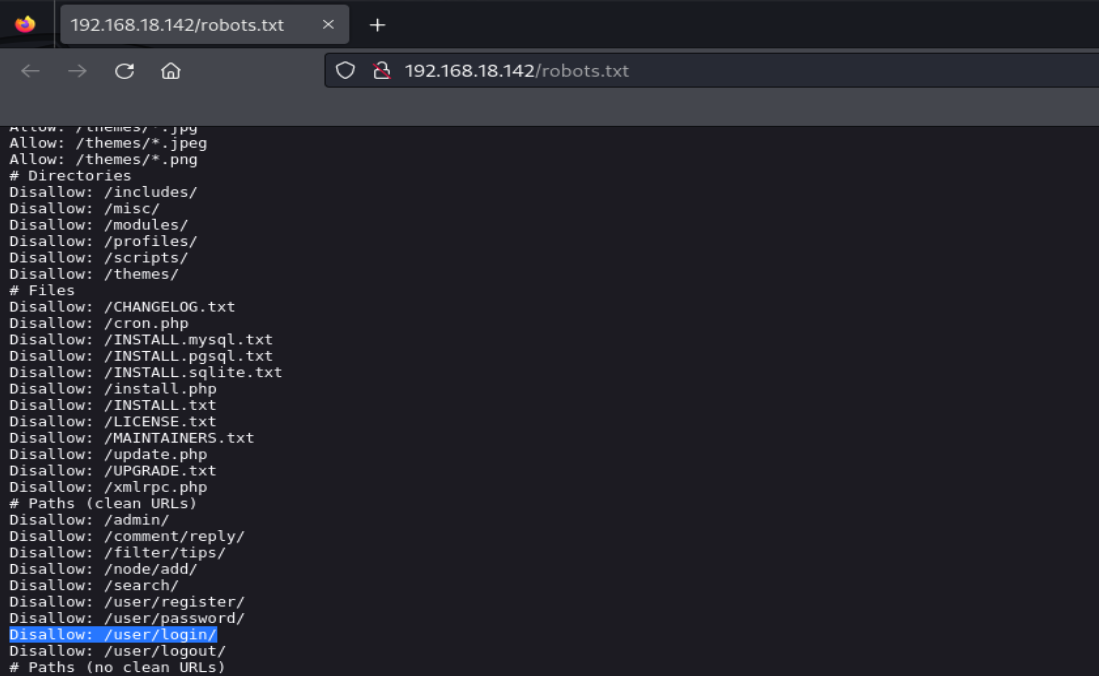 192.168.18.142/robots.txt
192.168.18.142/robots.txt
Allow: /themes/*.jpg
Allow: /themes/*.jpeg
Allow: /themes/*.png
# Directories
Disallow: /includes/
Disallow: /misc/
Disallow: /modules/
Disallow: /profiles/
Disallow: /scripts/
Disallow: /themes/
# Files
Disallow: /CHANGELOG.txt
Disallow: /cron.php
Disallow: /INSTALL.mysql.txt
Disallow: /INSTALL.pgsql.txt
Disallow: /INSTALL.sqlite.txt
Disallow: /install.php
Disallow: /INSTALL.txt
Disallow: /LICENSE.txt
Disallow: /MAINTAINERS.txt
Disallow: /update.php
Disallow: /UPGRADE.txt
Disallow: /xmlrpc.php
# Paths (clean URLs)
Disallow: /admin/
Disallow: /comment/reply/
Disallow: /filter/tips/
Disallow: /node/add/
Disallow: /search/
Disallow: /user/register/
Disallow: /user/password/
Disallow: /user/login/
Disallow: /user/logout/
# Paths (no clean URLs)